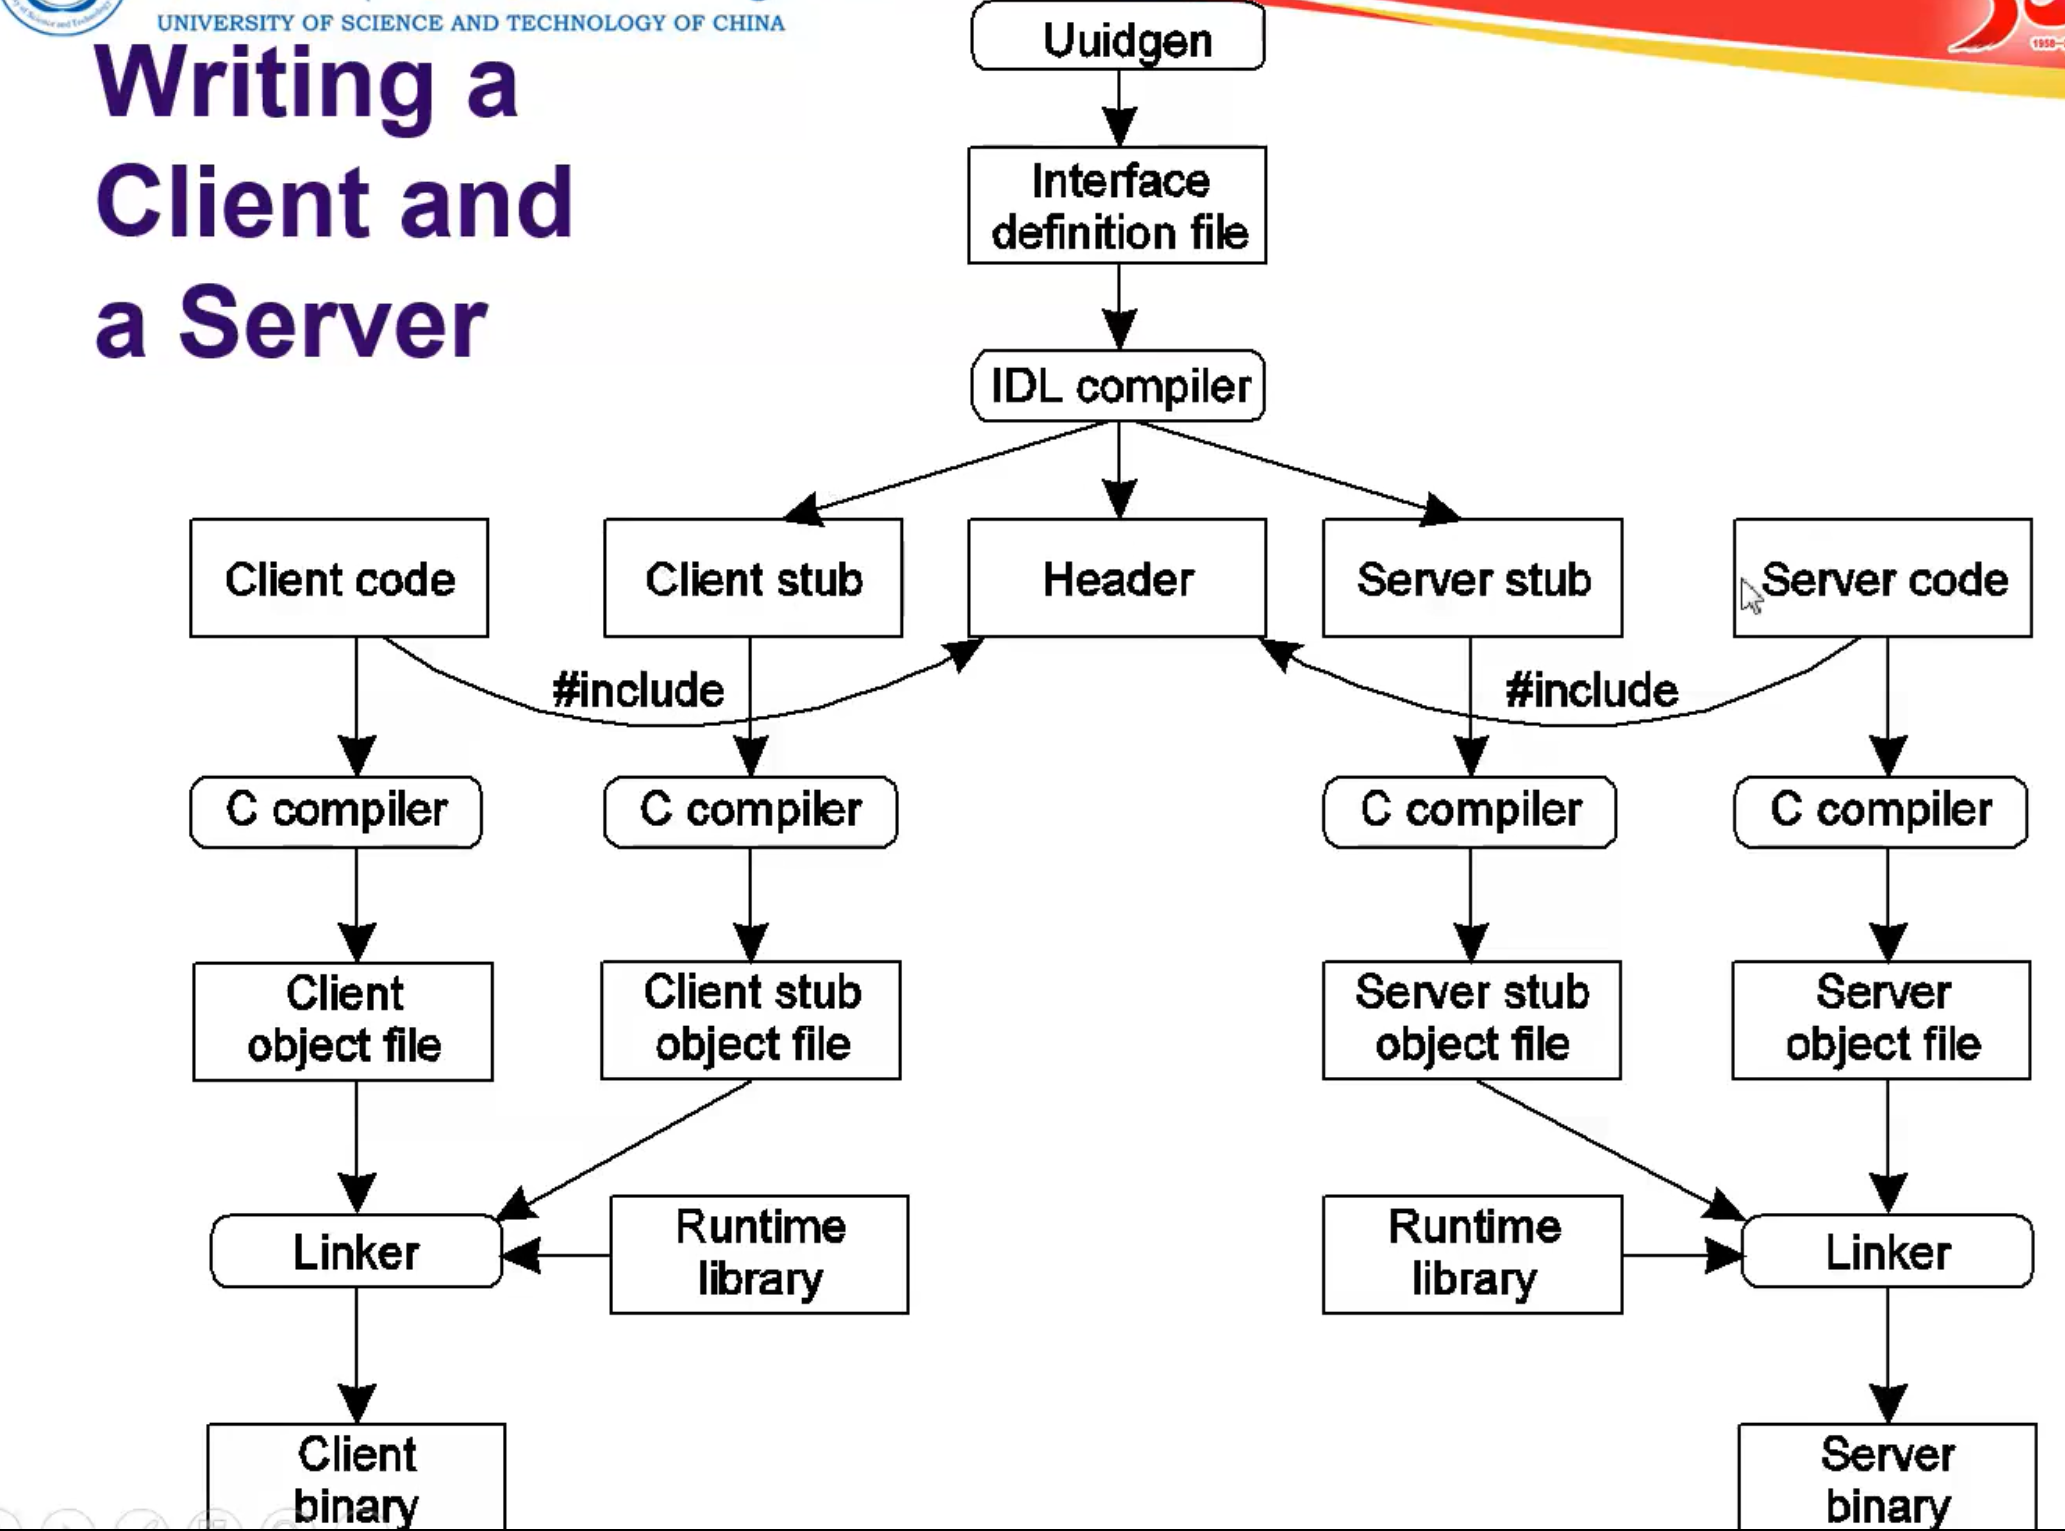 UNIVERSITY OF SCIENCE AND TECHNOLOGY OF CHINA
Writing a
Client and
a Server
Uuidgen
Interface
definition file
IDL compiler
Client code
Client stub
Header
Server stub
Server code
#include
#include
C compiler
C compiler
C compiler
C compiler
Client
object file
Client stub
object file
Server stub
object file
Server
object file
Linker
Runtime
library
Runtime
library
Linker
Client
binary
Server
binary